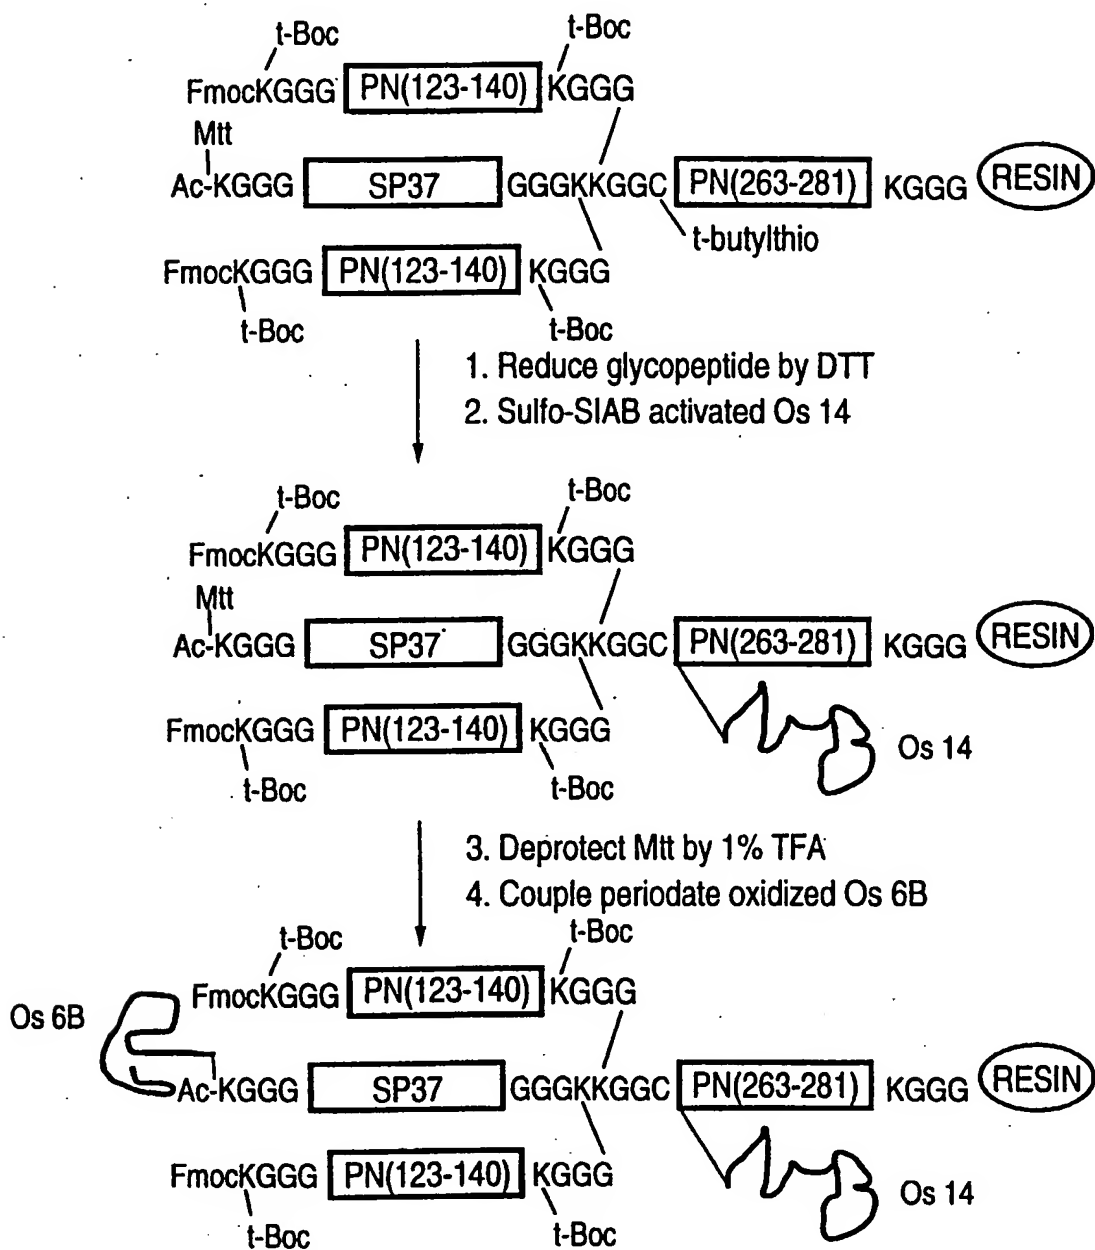 t-Boc t-Boc
FmocKGGG PN(123-140) KGGG
Mtt
Ac-KGGG SP37 GGGKKGGC PN(263-281) KGGG RESIN
t-butylthio
FmocKGGG PN(123-140) KGGG
t-Boc t-Boc
1. Reduce glycopeptide by DTT
2. Sulfo-SIAB activated Os 14
t-Boc t-Boc
FmocKGGG PN(123-140) KGGG
Mtt
Ac-KGGG SP37 GGGKKGGC PN(263-281) KGGG RESIN
FmocKGGG PN(123-140) KGGG
Os 14
t-Boc t-Boc
3. Deprotect Mtt by 1% TFA
4. Couple periodate oxidized Os 6B
t-Boc t-Boc
FmocKGGG PN(123-140) KGGG
Os 6B
Ac-KGGG SP37 GGGKKGGC PN(263-281) KGGG RESIN
FmocKGGG PN(123-140) KGGG
Os 14
t-Boc t-Boc